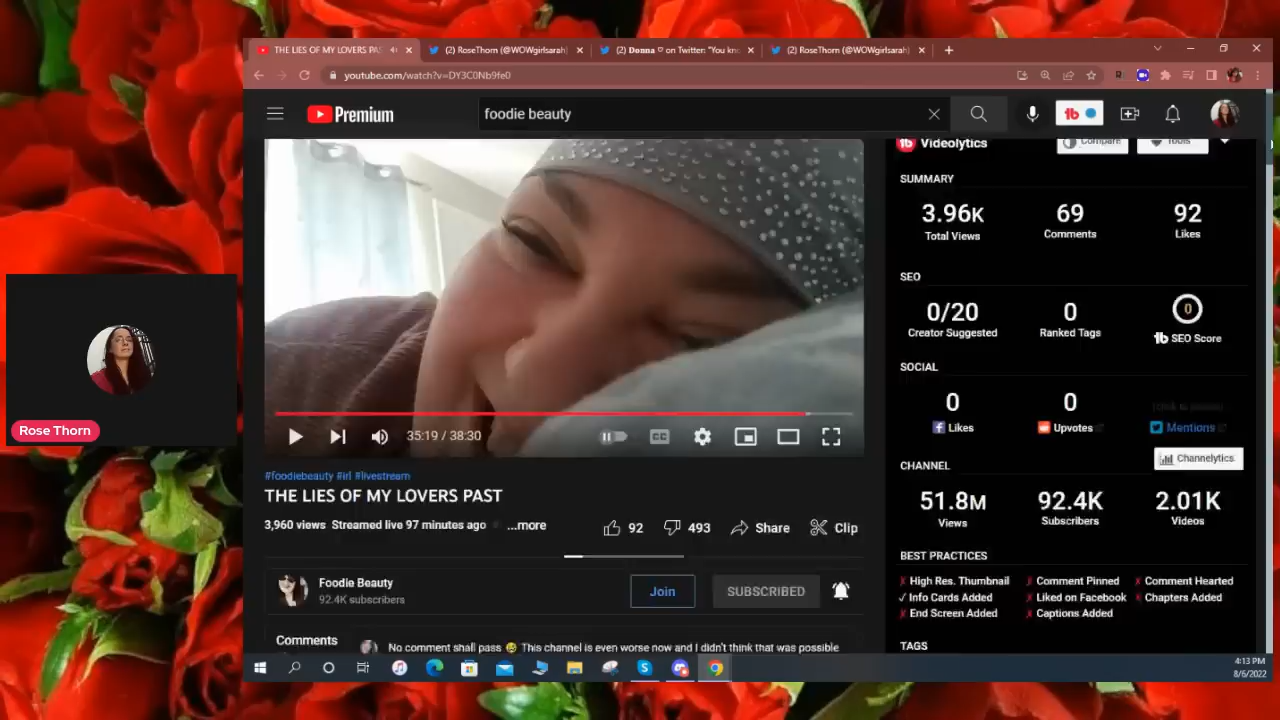 THE LIES OF MY LOVERS PAS
(2) RoseThorn (@WOWgirlsarah)
(2) Donna ♡ on Twitter: "You kno
(2) RoseThorn (@WOWgirlsarah)
youtube.com/watch?v=DY3C0Nb9fe0
Premium
foodie beauty
Videolytics
Compare
Tools
SUMMARY
3.96K
69
92
Total Views
Comments
Likes
SEO
0/20
0
0
Creator Suggested
Ranked Tags
SEO Score
SOCIAL
0
0
Likes
Upvotes
Mentions
CHANNEL
Channelytics
51.8M
92.4K
2.01K
Views
Subscribers
Videos
BEST PRACTICES
High Res. Thumbnail
Comment Pinned
Comment Hearted
Info Cards Added
Liked on Facebook
Chapters Added
End Screen Added
Captions Added
TAGS
35:19 / 38:30
CC
#foodiebeauty #irl #livestream
THE LIES OF MY LOVERS PAST
3,960 views Streamed live 97 minutes ago ...more
92
493
Share
Clip
Foodie Beauty
92.4K subscribers
Join
SUBSCRIBED
Comments
No comment shall pass 😢 This channel is even worse now and I didn't think that was possible
Rose Thorn
4:13 PM
8/6/2022